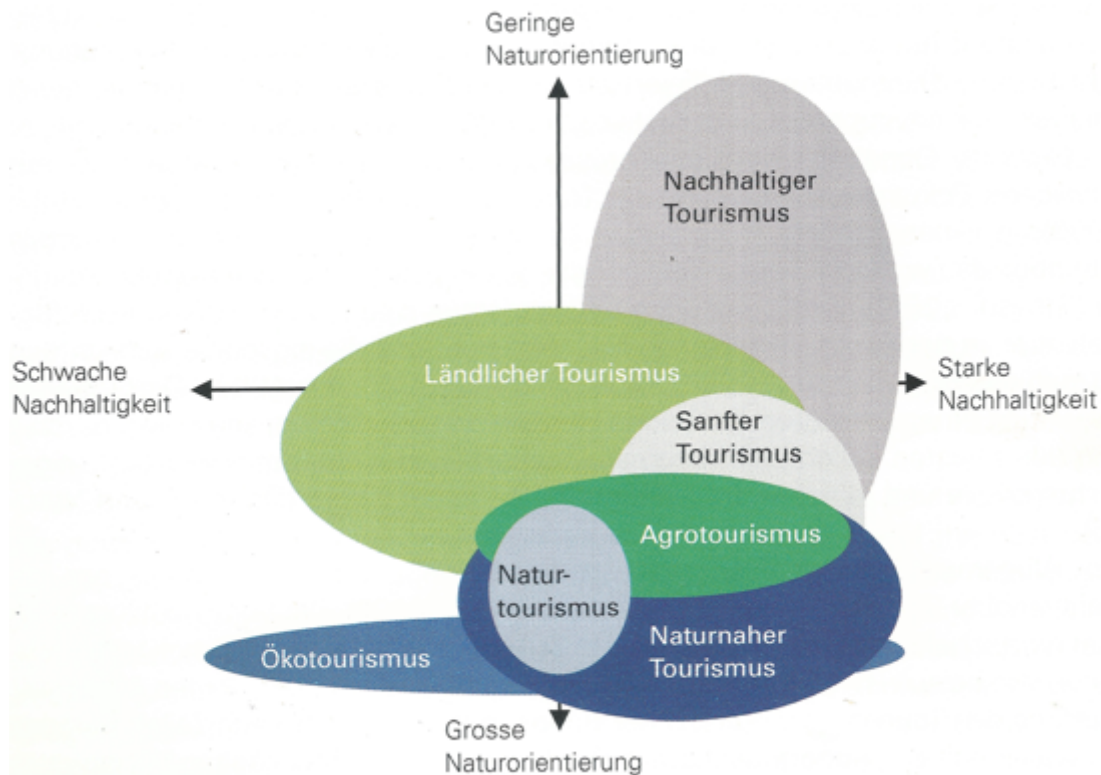 Geringe
Naturorientierung
Nachhaltiger
Tourismus
Schwache
Nachhaltigkeit
Ländlicher Tourismus
Starke
Nachhaltigkeit
Sanfter
Tourismus
Agrotourismus
Natur-
tourismus
Naturnaher
Tourismus
Ökotourismus
Grosse
Naturorientierung